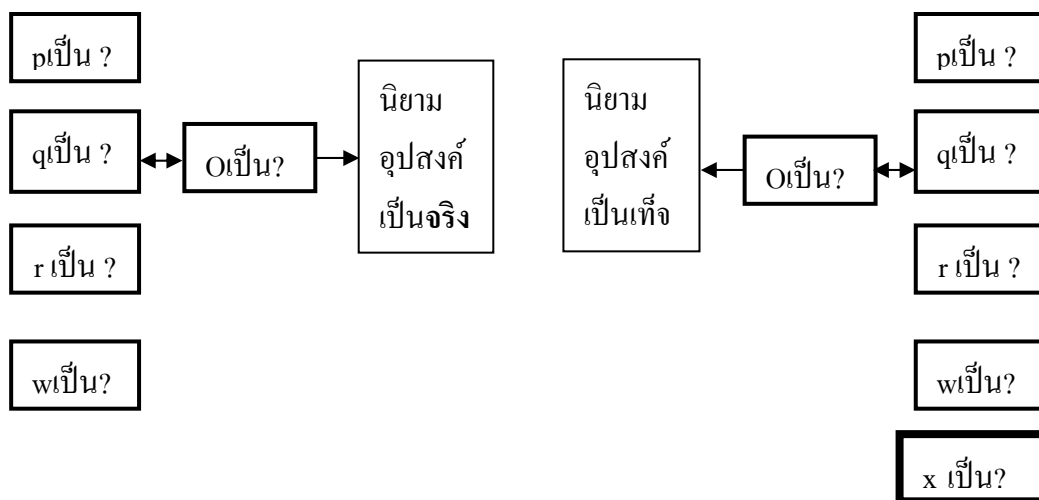 pเป็น ?
qเป็น ?
r เป็น ?
wเป็น?
Oเป็น?
นิยาม
อุปสงค์
เป็นจริง
นิยาม
อุปสงค์
เป็นเท็จ
Oเป็น?
pเป็น ?
qเป็น ?
r เป็น ?
wเป็น?
x เป็น?